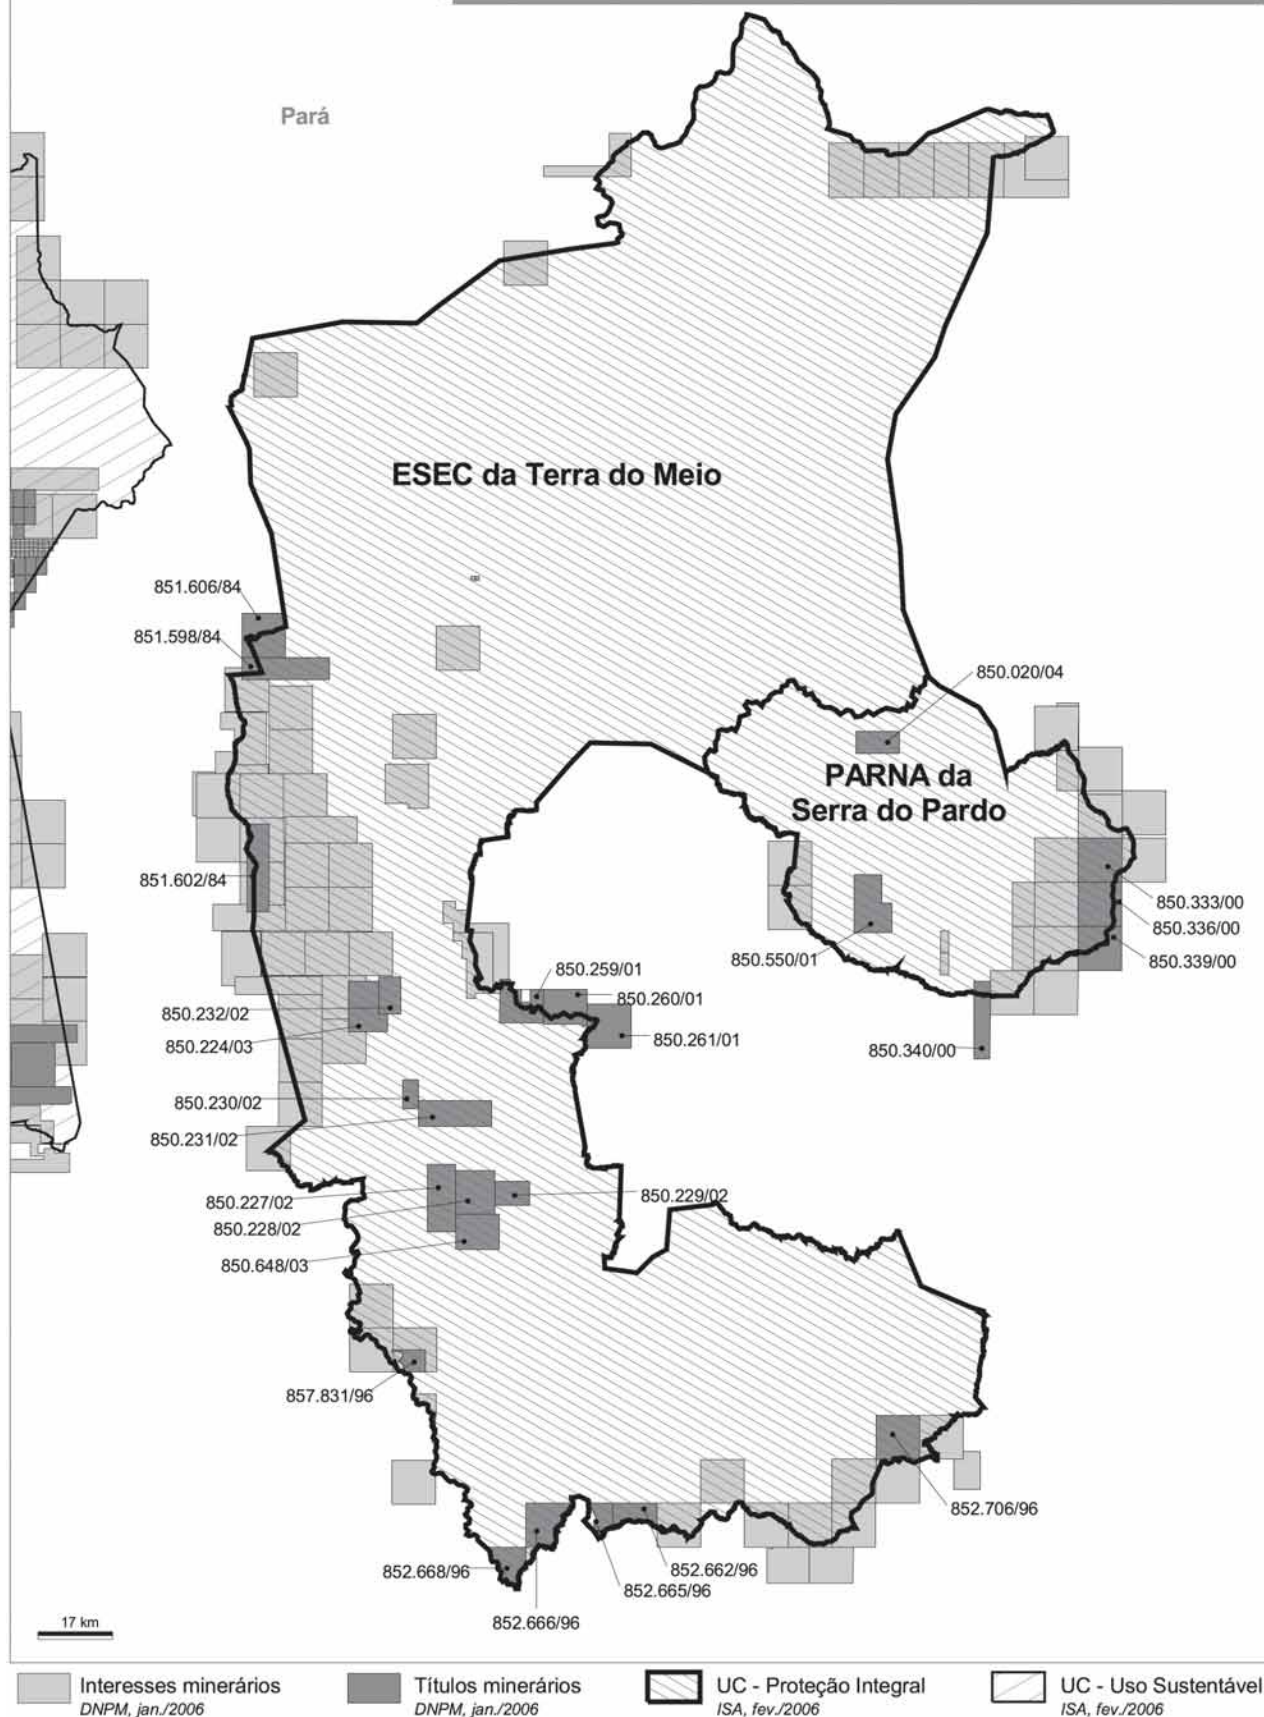 Pará
ESEC da Terra do Meio
851.606/84
851.598/84
850.020/04
PARNA da
Serra do Pardo
851.602/84
850.333/00
850.336/00
850.550/01
850.339/00
850.259/01
850.260/01
850.232/02
850.261/01
850.224/03
850.340/00
850.230/02
850.231/02
850.227/02
850.229/02
850.228/02
850.648/03
857.831/96
852.706/96
852.668/96
852.662/96
852.665/96
852.666/96
17 km
Interesses minerários
DNPM, jan./2006
Títulos minerários
DNPM, jan./2006
UC - Proteção Integral
ISA, fev./2006
UC - Uso Sustentável
ISA, fev./2006